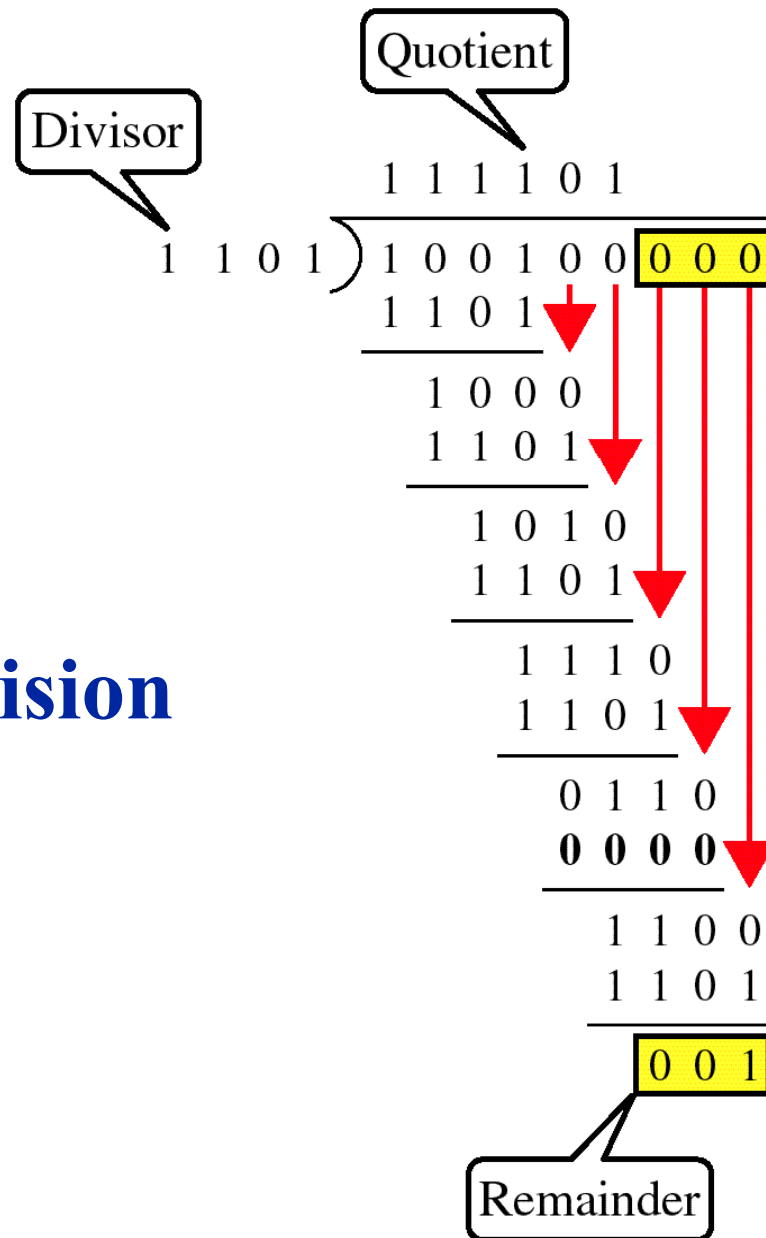 Quotient
Divisor
1 1 1 1 0 1
1 1 0 1 ) 1 0 0 1 0 0 0 0 0
1 1 0 1
1 0 0 0
1 1 0 1
1 0 1 0
1 1 0 1
1 1 1 0
ision
1 1 0 1
0 1 1 0
0 0 0 0
1 1 0 0
1 1 0 1
0 0 1
Remainder